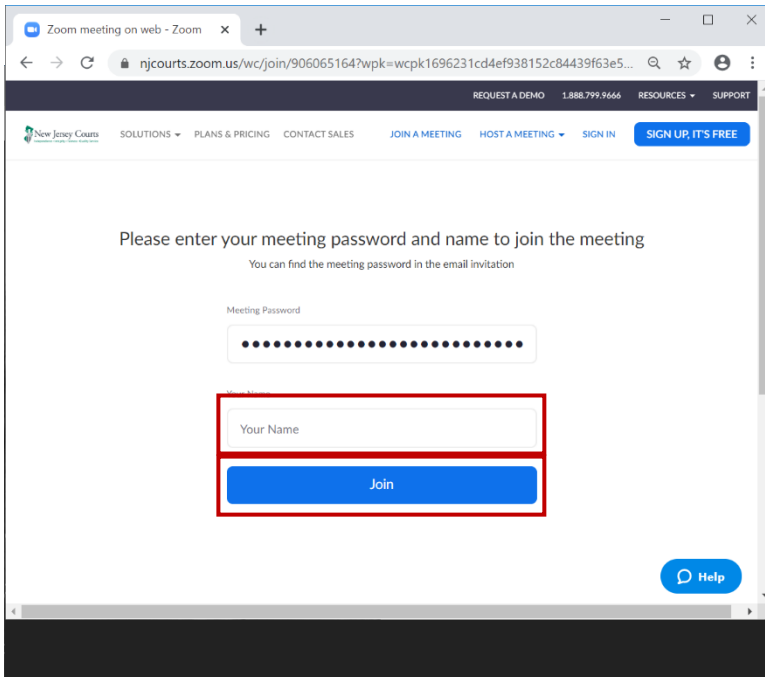 Zoom meeting on web - Zoom
njcourts.zoom.us/wc/join/906065164?wpk=wcpk1696231cd4ef938152c84439f63e5...
REQUEST A DEMO 1.888.799.9666 RESOURCES SUPPORT
New Jersey Courts SOLUTIONS PLANS & PRICING CONTACT SALES JOIN A MEETING HOST A MEETING SIGN IN SIGN UP, IT'S FREE
Please enter your meeting password and name to join the meeting
You can find the meeting password in the email invitation
Meeting Password
Your Name
Your Name
Join
Help